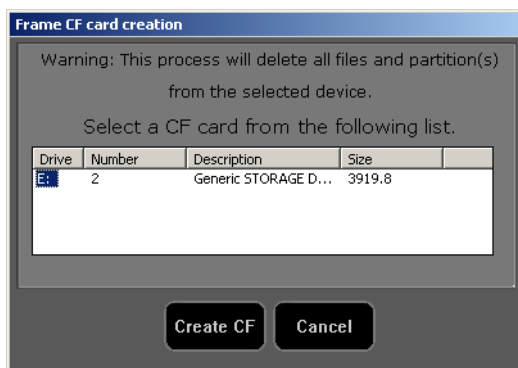 Frame CF card creation
Warning: This process will delete all files and partition(s)
from the selected device.
Select a CF card from the following list.
Drive Number Description Size
E: 2 Generic STORAGE D... 3919.8
Create CF Cancel